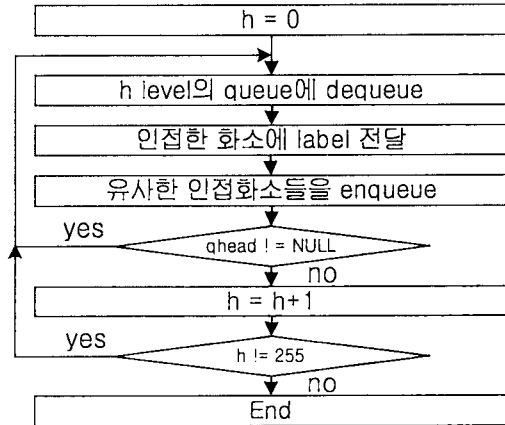 h = 0
h level의 queue에 dequeue
인접한 화소에 label 전달
유사한 인접화소들을 enqueue
yes
qhead ! = NULL
no
h = h+1
yes
h != 255
no
End